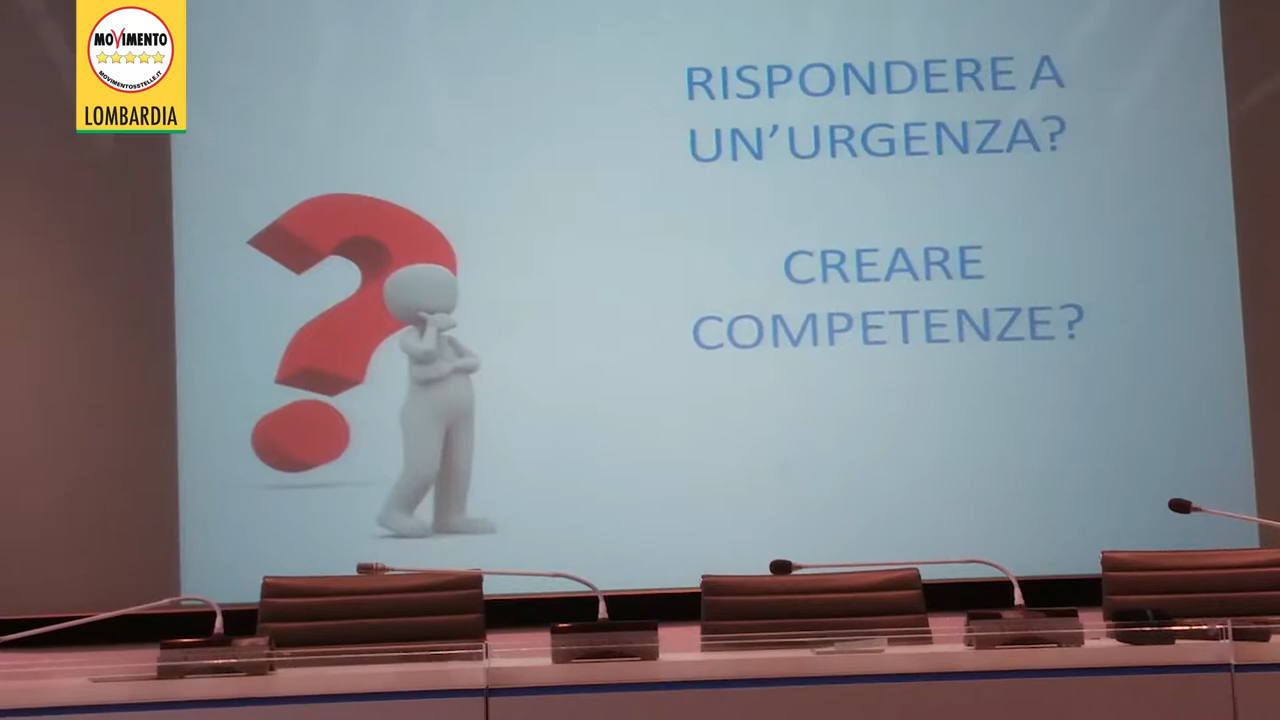 MOVIMENTO
MOVIMENTO5STELLE.IT
LOMBARDIA
RISPONDERE A
UN'URGENZA?
CREARE
COMPETENZE?